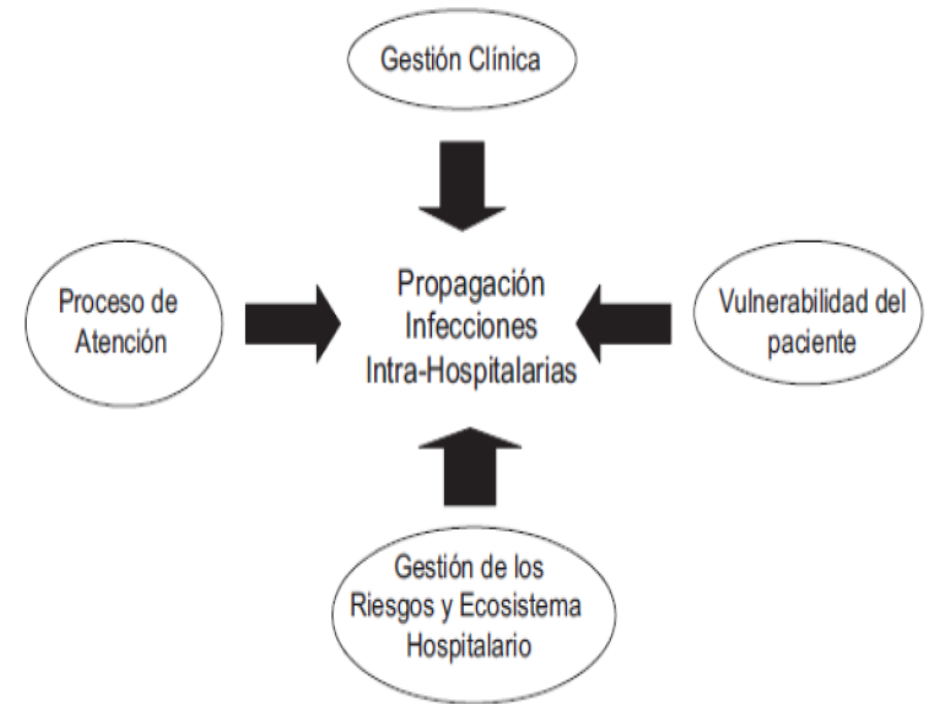 Gestión Clínica
Proceso de
Atención
Propagación
Infecciones
Intra-Hospitalarias
Vulnerabilidad del
paciente
Gestión de los
Riesgos y Ecosistema
Hospitalario